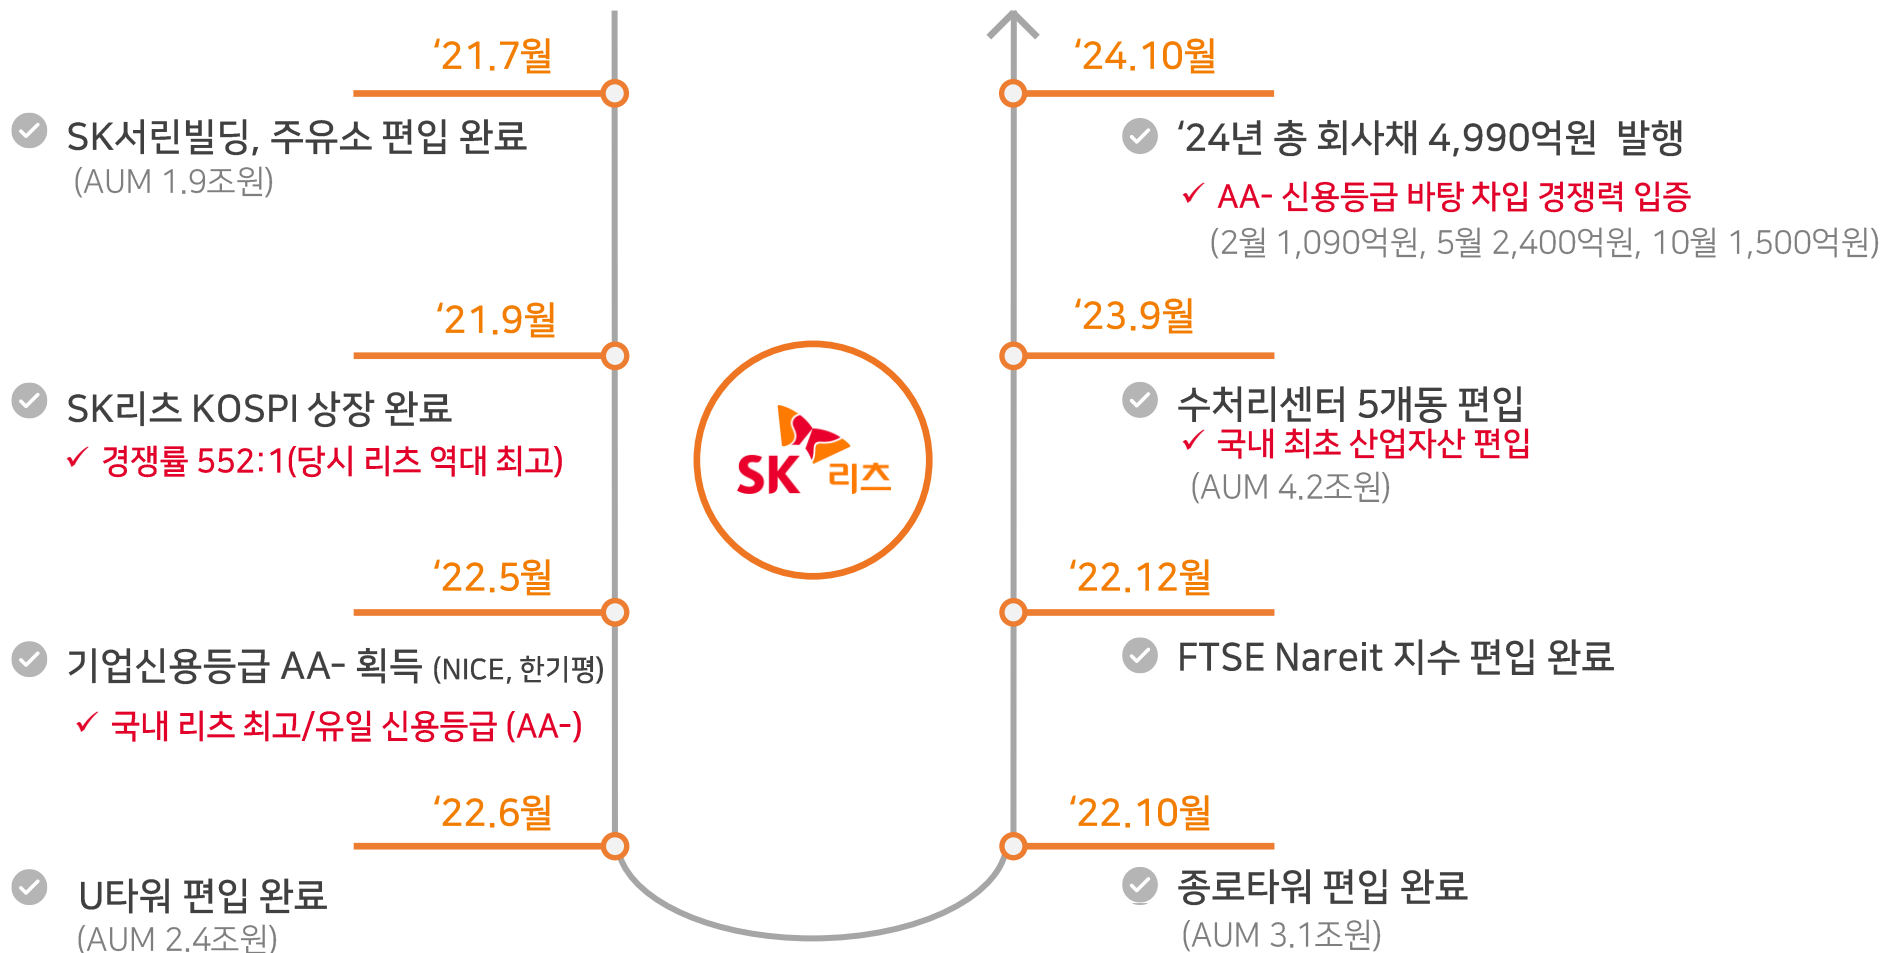 ‘21.7월
SK서린빌딩, 주유소 편입 완료
(AUM 1.9조원)
‘21.9월
SK리츠 KOSPI 상장 완료
경쟁률 552:1(당시 리츠 역대 최고)
‘22.5월
기업신용등급 AA- 획득 (NICE, 한기평)
국내 리츠 최고/유일 신용등급 (AA-)
‘22.6월
U타워 편입 완료
(AUM 2.4조원)
SK 리츠
‘24.10월
‘24년 총 회사채 4,990억원 발행
AA- 신용등급 바탕 차입 경쟁력 입증
(2월 1,090억원, 5월 2,400억원, 10월 1,500억원)
‘23.9월
수처리센터 5개동 편입
국내 최초 산업자산 편입
(AUM 4.2조원)
‘22.12월
FTSE Nareit 지수 편입 완료
‘22.10월
종로타워 편입 완료
(AUM 3.1조원)